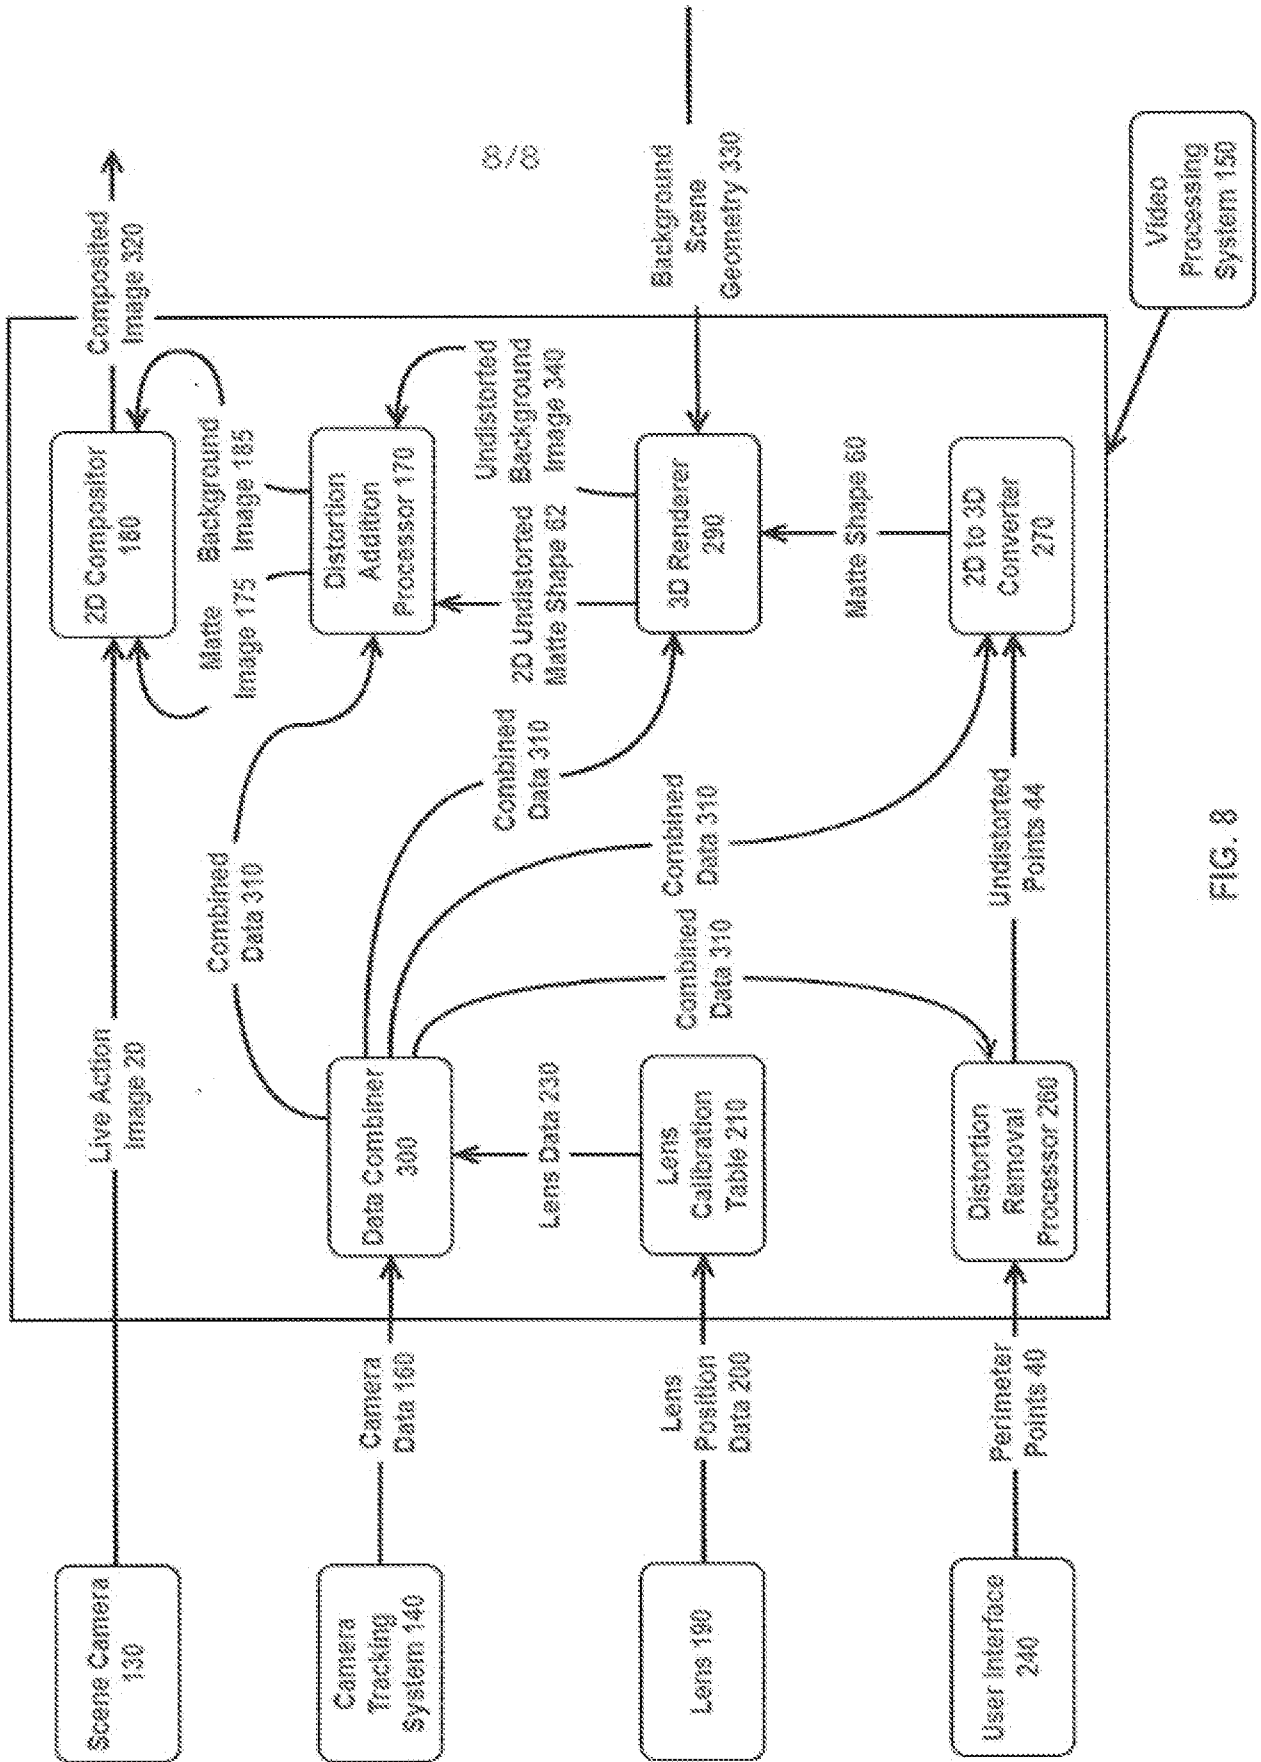 8/8
Scene Camera
130
Live Action
Image 20
2D Compositor
180
Composited
Image 320
Matte
Image 175
Background
Image 185
Camera
Tracking
System 140
Camera
Data 160
Data Combiner
300
Combined
Data 310
Distortion
Addition
Processor 170
Combined
Data 310
2D Undistorted
Matte Shape 62
Undistorted
Background
Image 340
Lens Data 230
Lens 190
Lens
Position
Data 200
Lens
Calibration
Table 210
Combined
Data 310
Combined
Data 310
3D Renderer
290
Background
Scene
Geometry 330
Matte Shape 60
User Interface
240
Perimeter
Points 40
Distortion
Removal
Processor 260
Undistorted
Points 44
2D to 3D
Converter
270
Video
Processing
System 150
FIG. 8